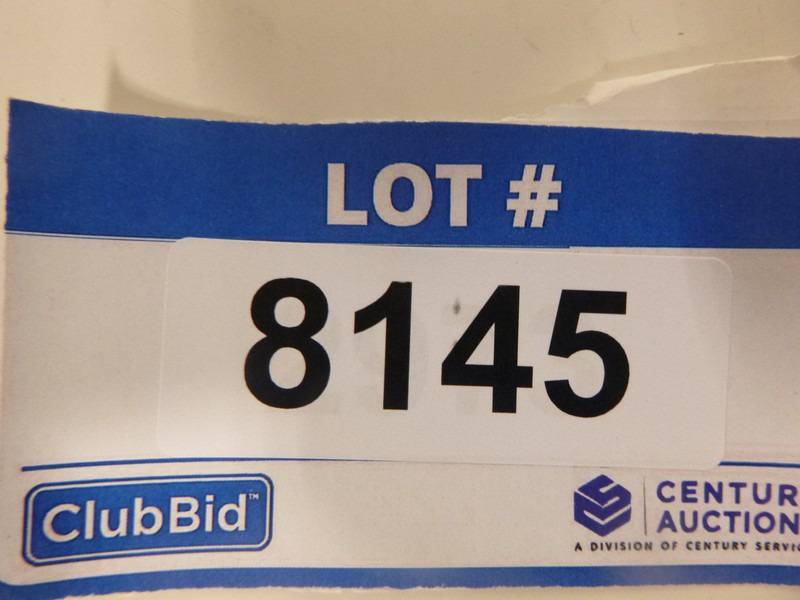 LOT #
8145
ClubBid™
CENTUR
AUCTION
A DIVISION OF CENTURY SERVIC